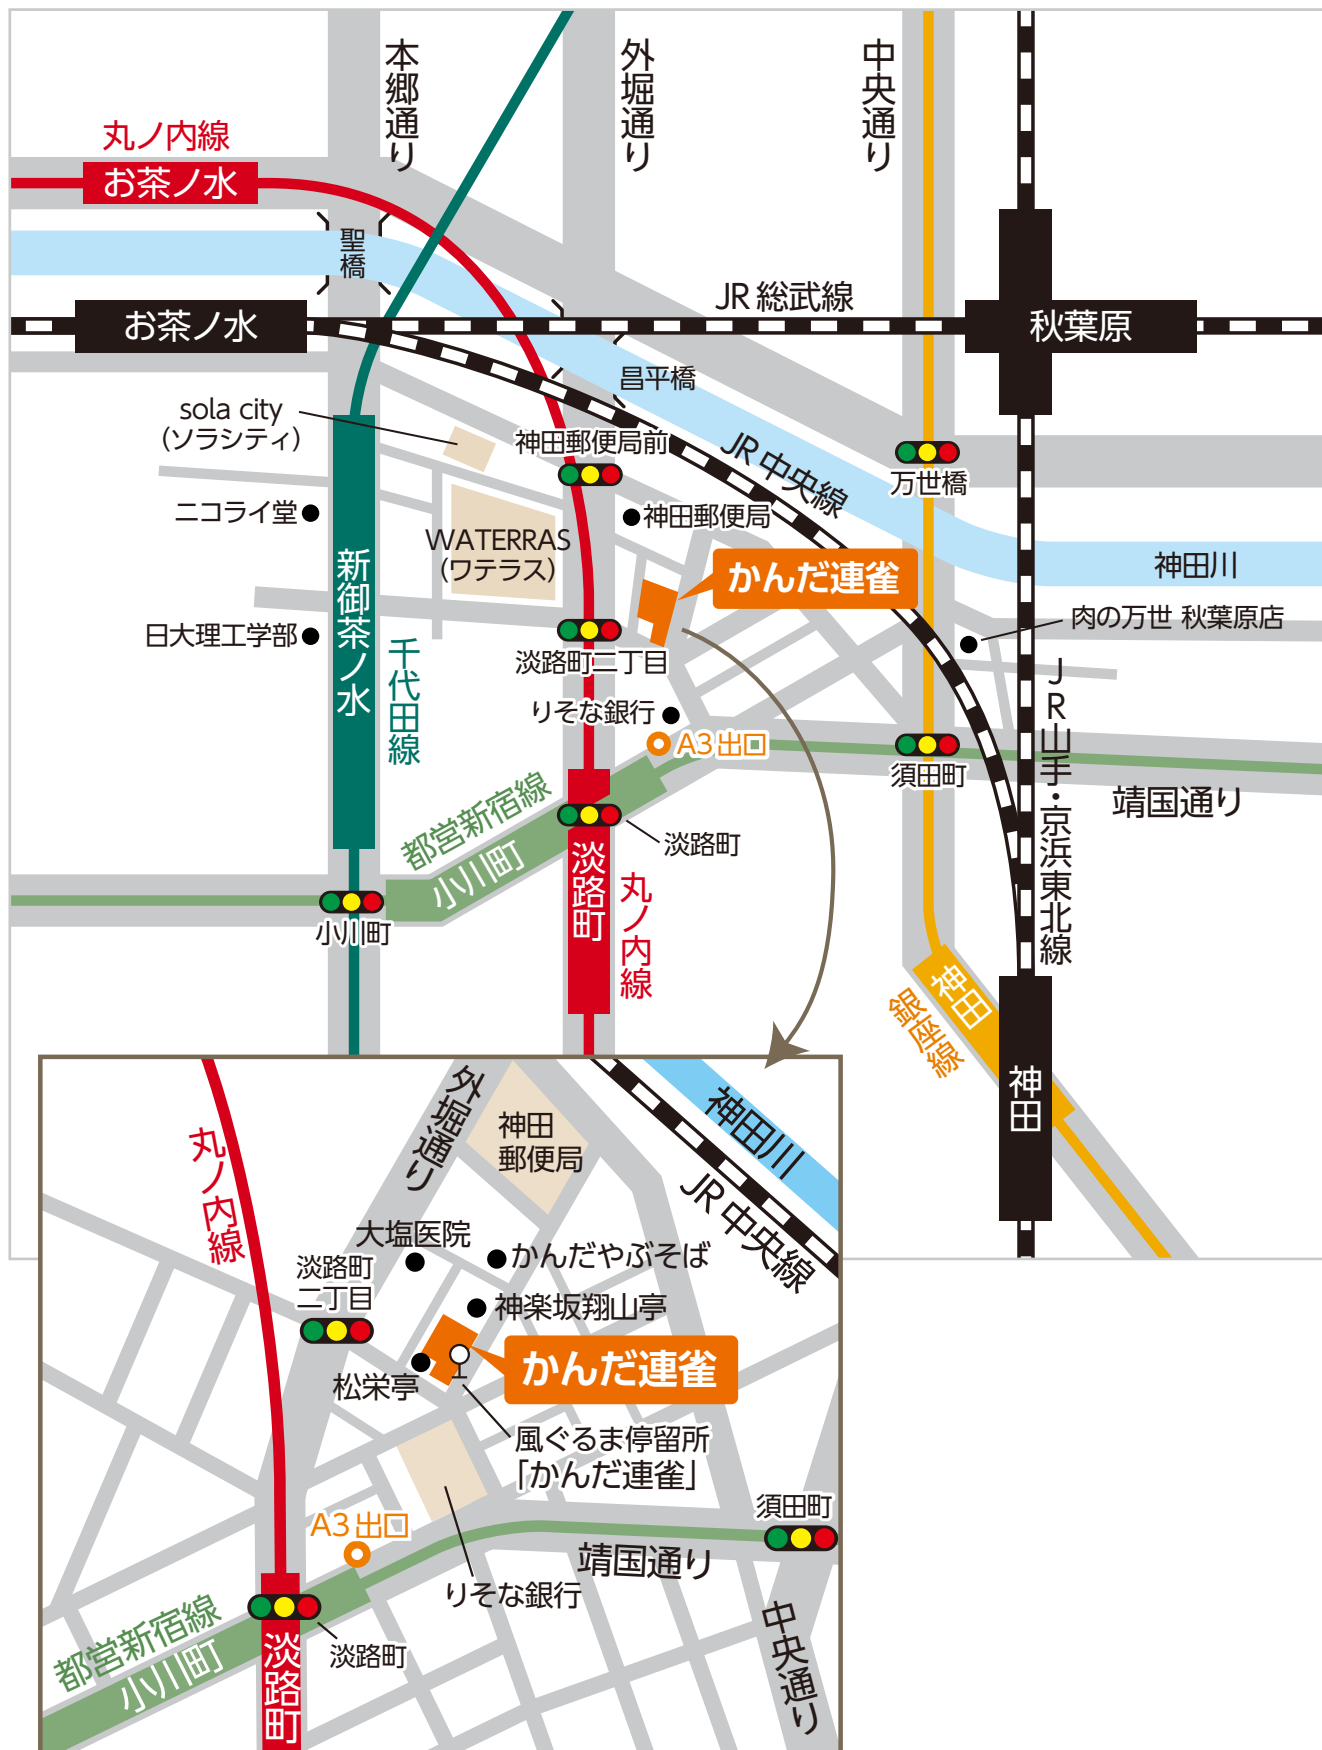 本郷通り
外堀通り
中央通り
丸ノ内線
お茶ノ水
聖橋
お茶ノ水
JR 総武線
秋葉原
昌平橋
sola city
(ソラシティ)
神田郵便局前
JR 中央線
万世橋
ニコライ堂
神田郵便局
WATERRAS
(ワテラス)
神田川
かんだ連雀
新御茶ノ水
肉の万世 秋葉原店
日大理工学部
千代田線
淡路町二丁目
りそな銀行
A3 出口
JR山手・京浜東北線
須田町
靖国通り
都営新宿線
小川町
淡路町
淡路町
丸ノ内線
小川町
神田
銀座線
神田
外堀通り
神田
郵便局
神田川
丸ノ内線
JR 中央線
大塩医院
かんだやぶそば
淡路町
二丁目
神楽坂翔山亭
かんだ連雀
松栄亭
風ぐるま停留所
「かんだ連雀」
須田町
A3 出口
靖国通り
りそな銀行
都営新宿線
小川町
淡路町
淡路町
中央通り